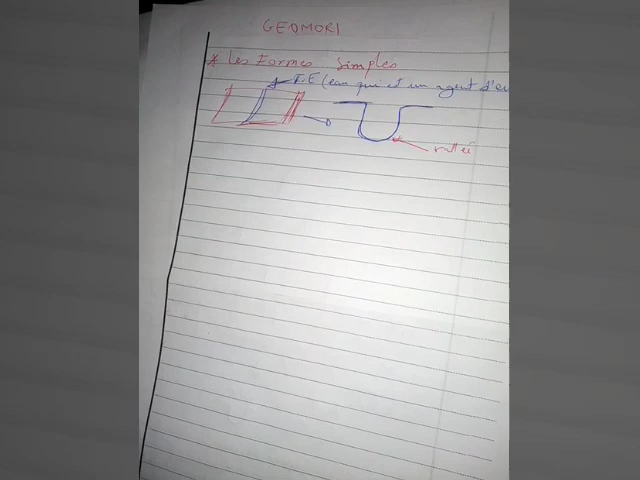 GEOMORI
* Les Formes Simples
E (eau qui est un agent d'e
vallée